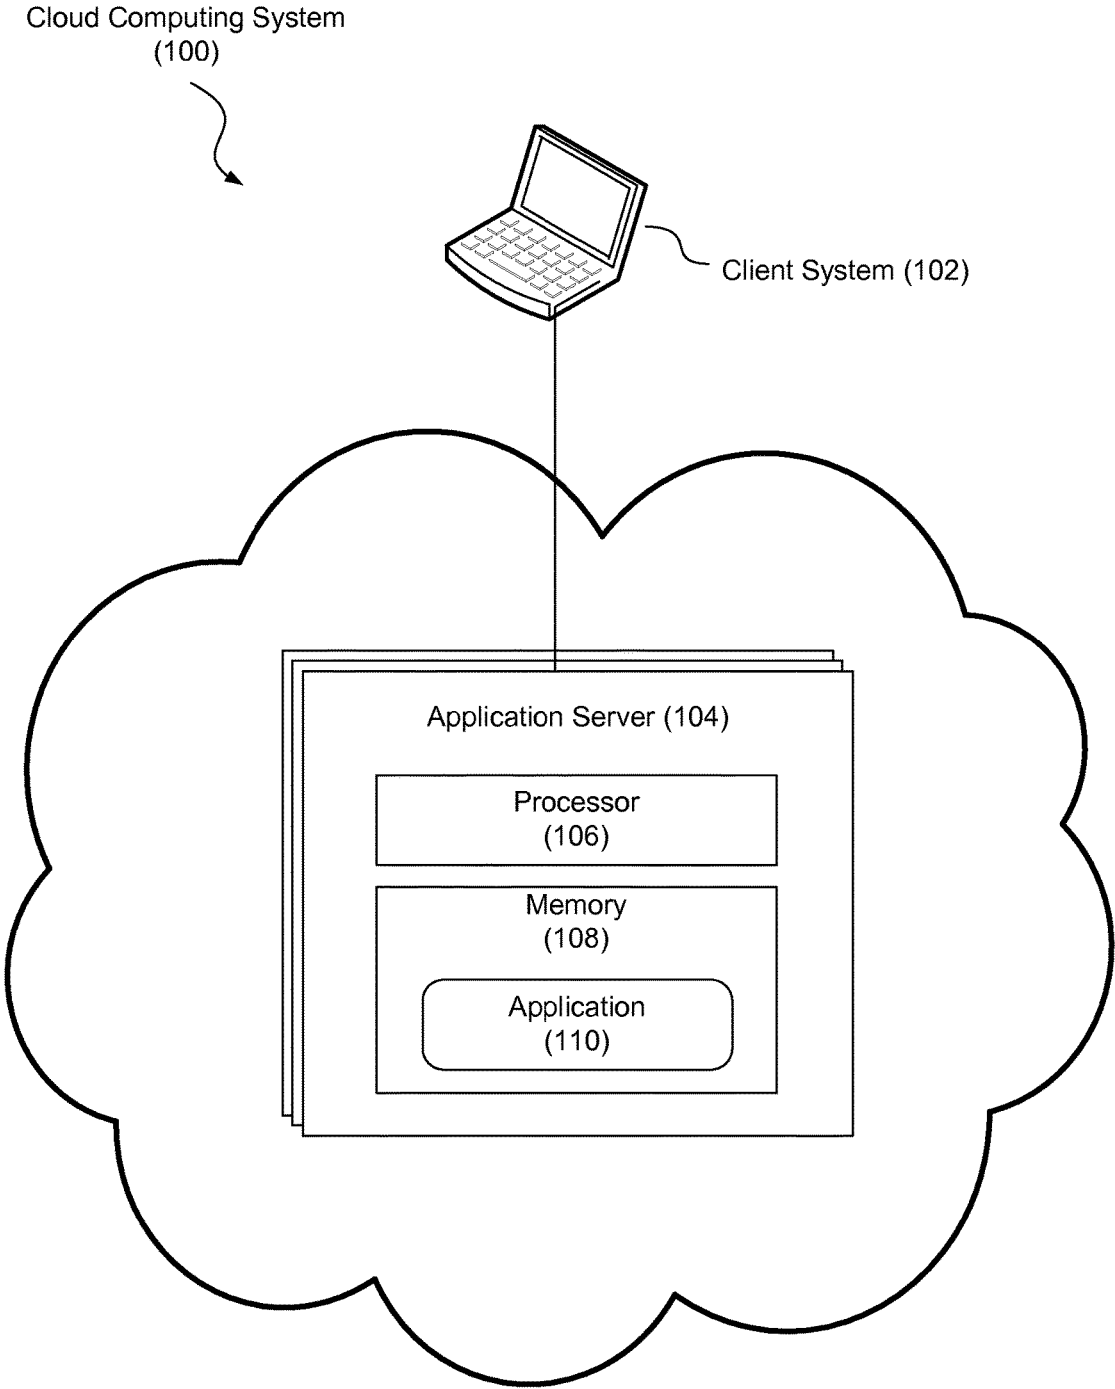 Cloud Computing System
(100)
Client System (102)
Application Server (104)
Processor
(106)
Memory
(108)
Application
(110)